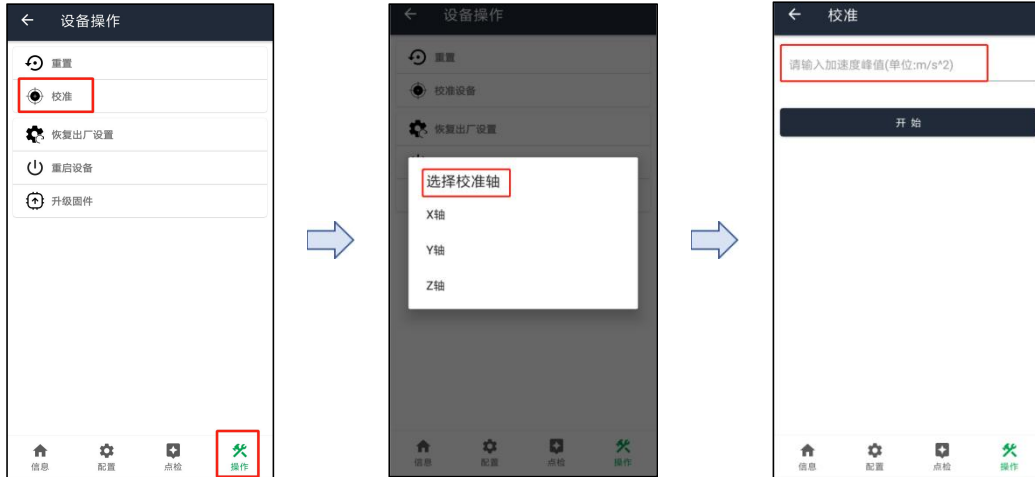 设备操作
重置
校准
恢复出厂设置
重启设备
升级固件
信息
配置
点检
操作
设备操作
重置
校准设备
恢复出厂设置
选择校准轴
X轴
Y轴
Z轴
信息
配置
点检
操作
校准
请输入加速度峰值(单位:m/s^2)
开 始
信息
配置
点检
操作